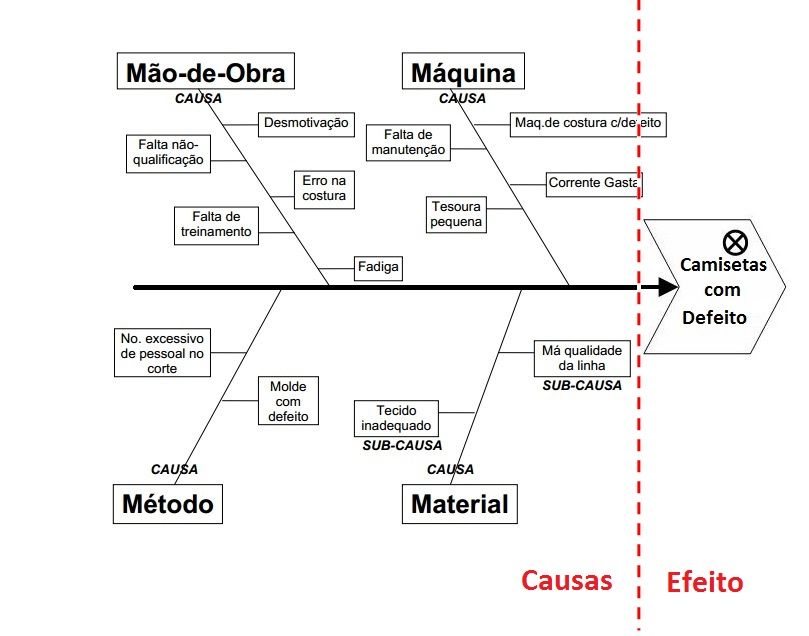 Mão-de-Obra
CAUSA
Desmotivação
Falta não-
qualificação
Erro na
costura
Falta de
treinamento
Fadiga
Máquina
CAUSA
Maq.de costura c/defeito
Falta de
manutenção
Corrente Gasta
Tesoura
pequena
Camisetas
com
Defeito
No. excessivo
de pessoal no
corte
Molde
com
defeito
CAUSA
Método
Má qualidade
da linha
SUB-CAUSA
Tecido
inadequado
SUB-CAUSA
CAUSA
Material
Causas
Efeito